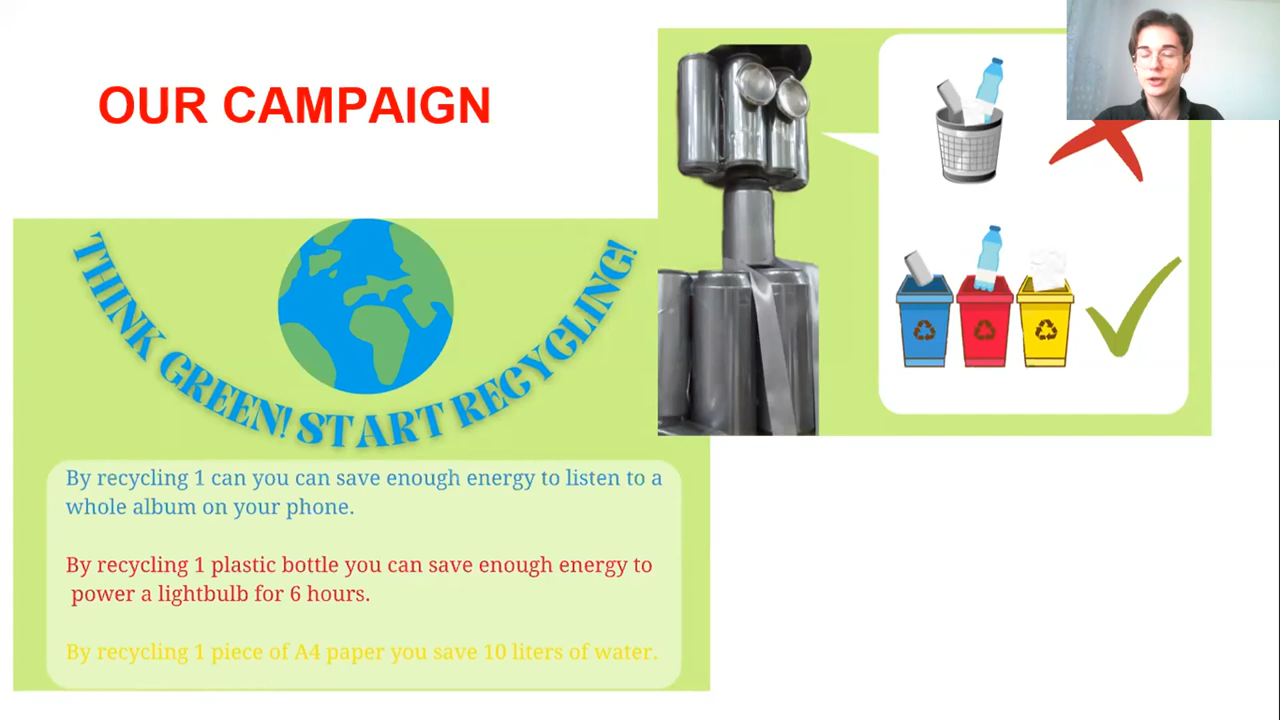 OUR CAMPAIGN
THINK GREEN! START RECYCLING!
By recycling 1 can you can save enough energy to listen to a
whole album on your phone.
By recycling 1 plastic bottle you can save enough energy to
power a lightbulb for 6 hours.
By recycling 1 piece of A4 paper you save 10 liters of water.